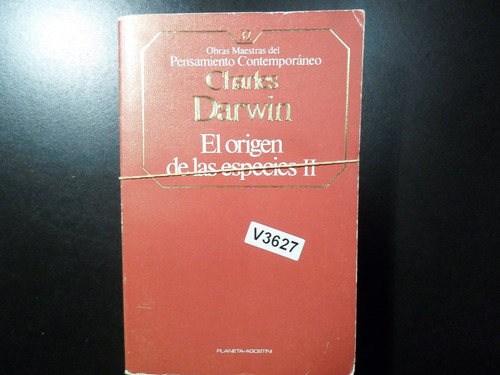 Obras Maestras del
Pensamiento Contemporáneo
Charles
Darwin
El origen
de las especies II
V3627
PLANETA-AGOSTINI